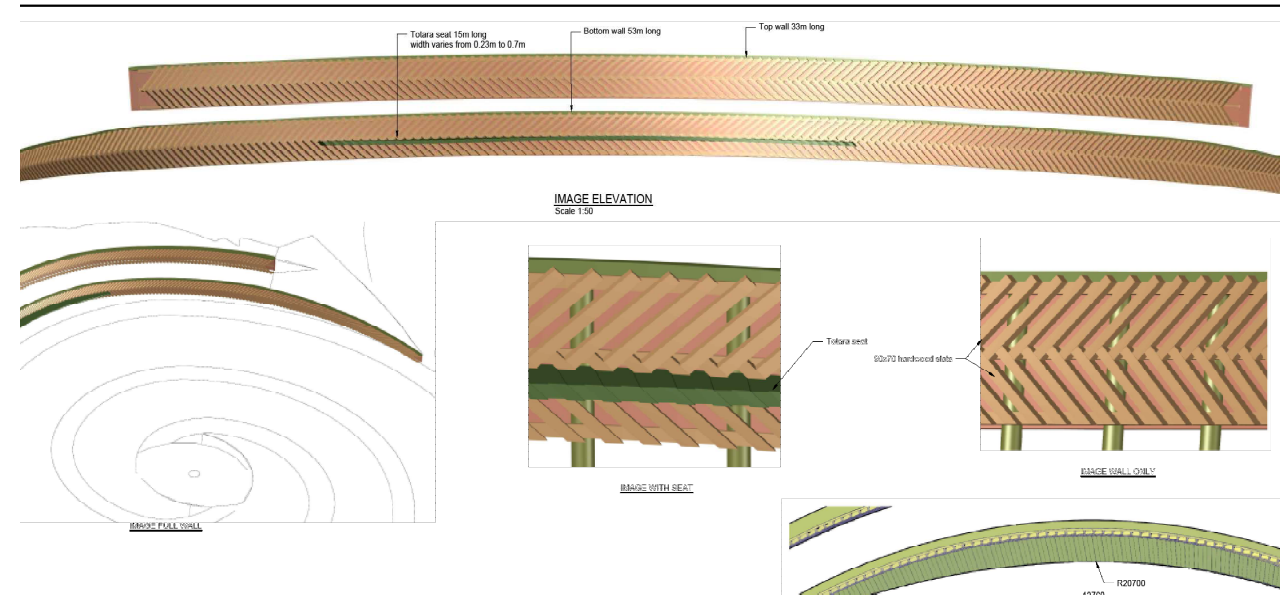 Totara seat 15m long
width varies from 0.23m to 0.7m
Bottom wall 53m long
Top wall 33m long
IMAGE ELEVATION
Scale 1:50
Totara seat
90x70 hardwood slats
IMAGE WITH SEAT
IMAGE WALL ONLY
IMAGE FULL WALL
R20700